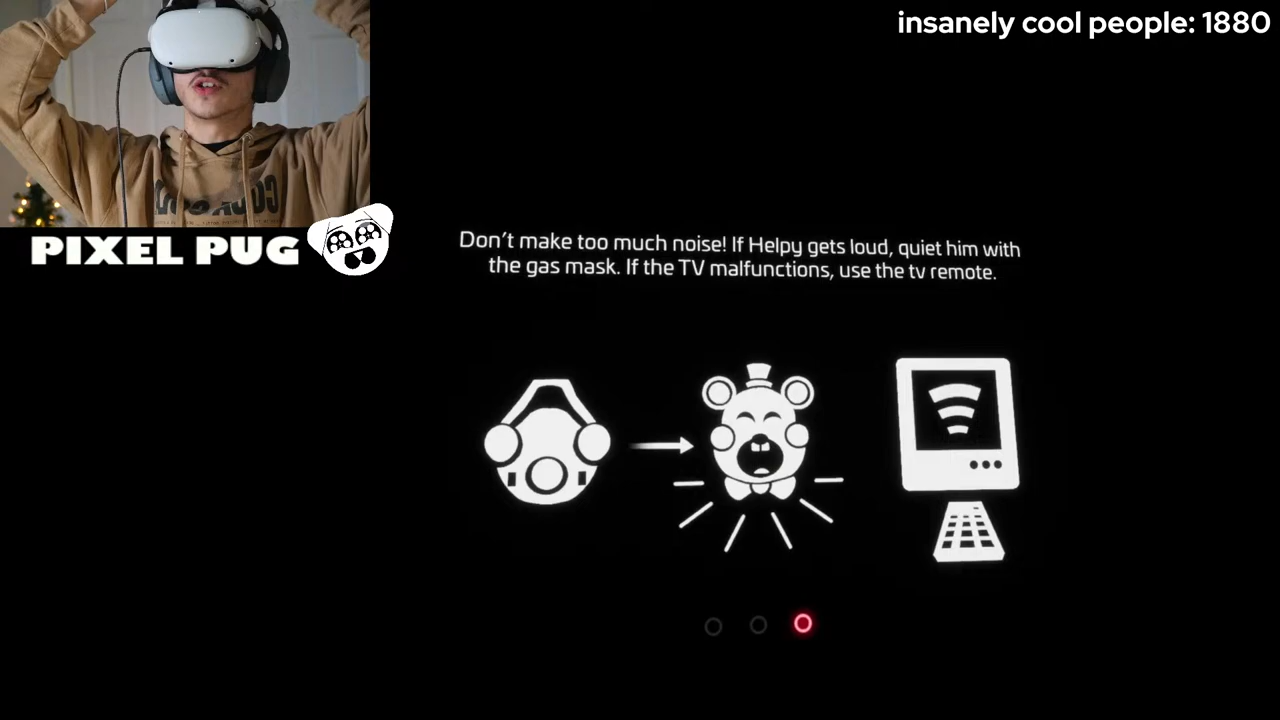 insanely cool people: 1880
PIXEL PUG
Don't make too much noise! If Helpy gets loud, quiet him with
the gas mask. If the TV malfunctions, use the tv remote.